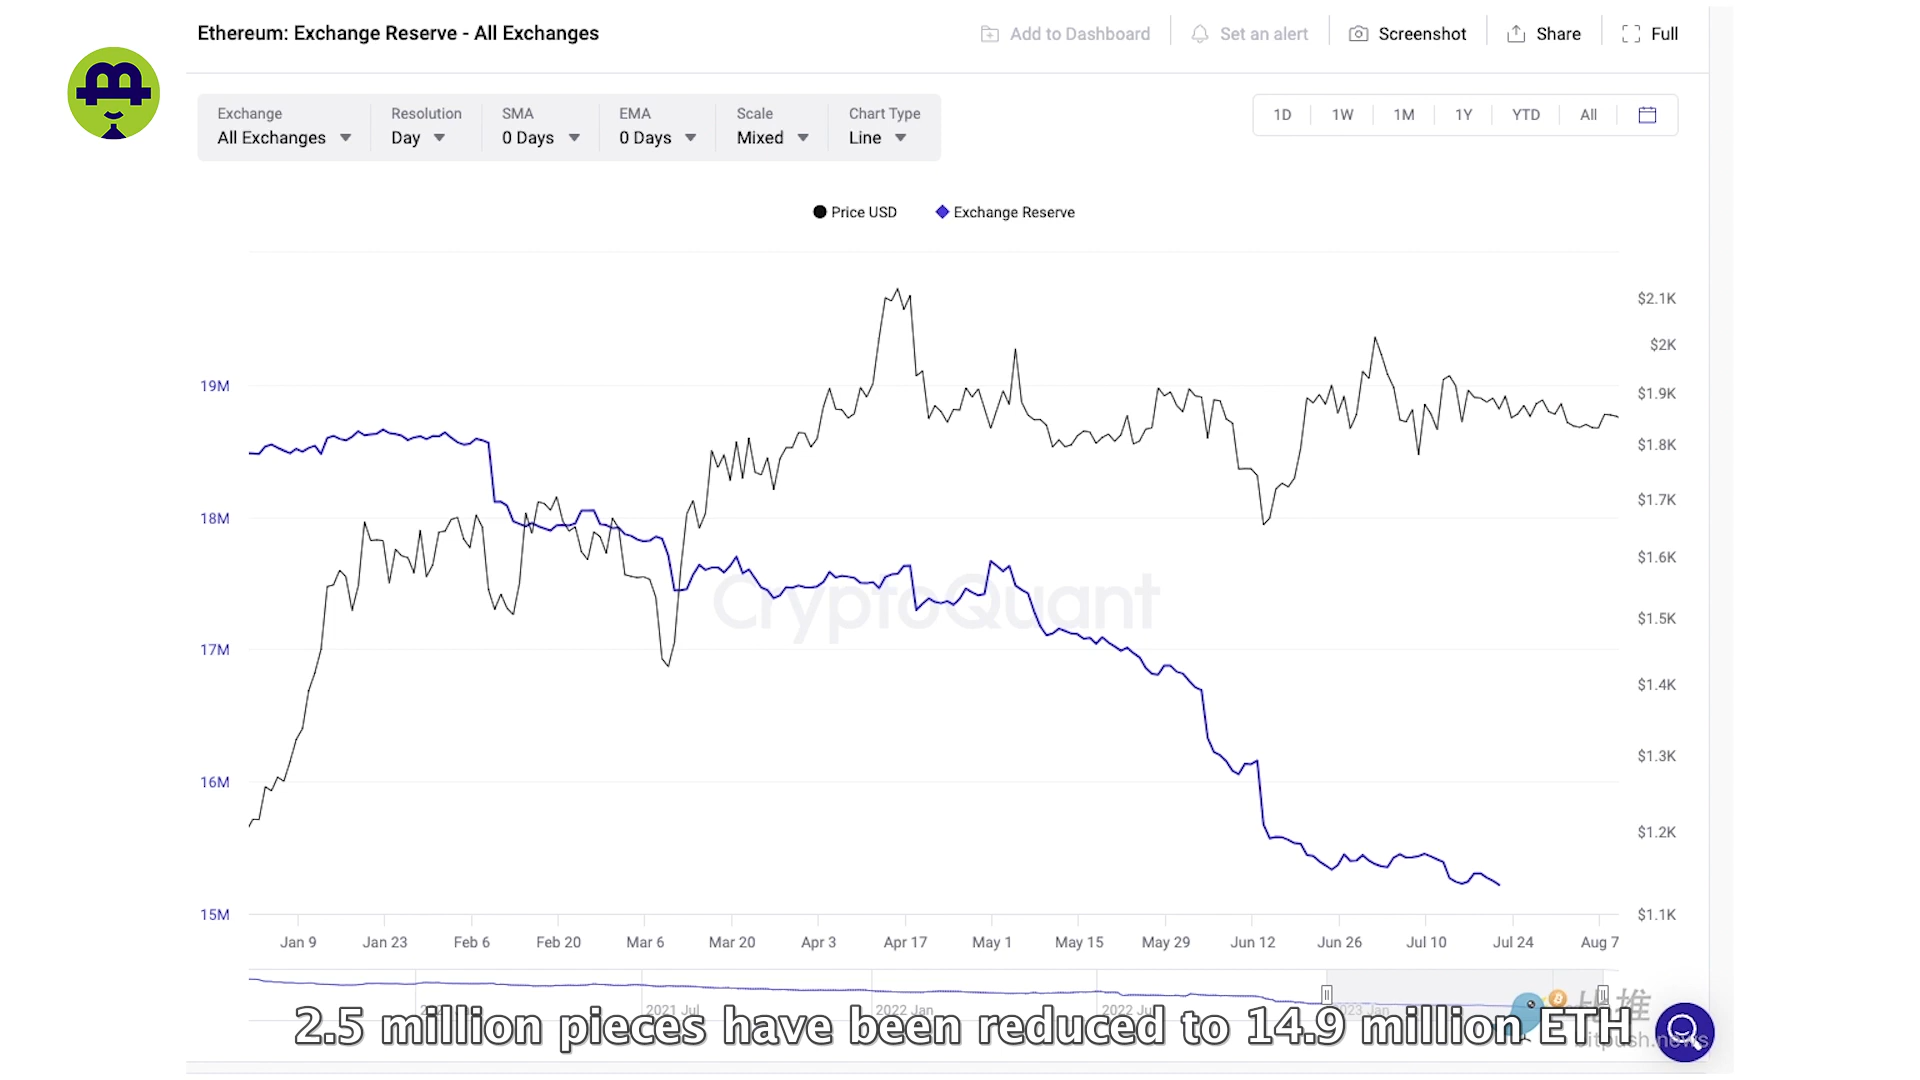 Ethereum: Exchange Reserve - All Exchanges
Add to Dashboard
Set an alert
Screenshot
Share
Full
Exchange
All Exchanges
Resolution
Day
SMA
0 Days
EMA
0 Days
Scale
Mixed
Chart Type
Line
1D
1W
1M
1Y
YTD
All
Price USD
Exchange Reserve
19M
18M
17M
16M
15M
$2.1K
$2K
$1.9K
$1.8K
$1.7K
$1.6K
$1.5K
$1.4K
$1.3K
$1.2K
$1.1K
CryptoQuant
Jan 9
Jan 23
Feb 6
Feb 20
Mar 6
Mar 20
Apr 3
Apr 17
May 1
May 15
May 29
Jun 12
Jun 26
Jul 10
Jul 24
Aug 7
2021 Jul
2022 Jan
比推
2.5 million pieces have been reduced to 14.9 million ETH
bitpush.news